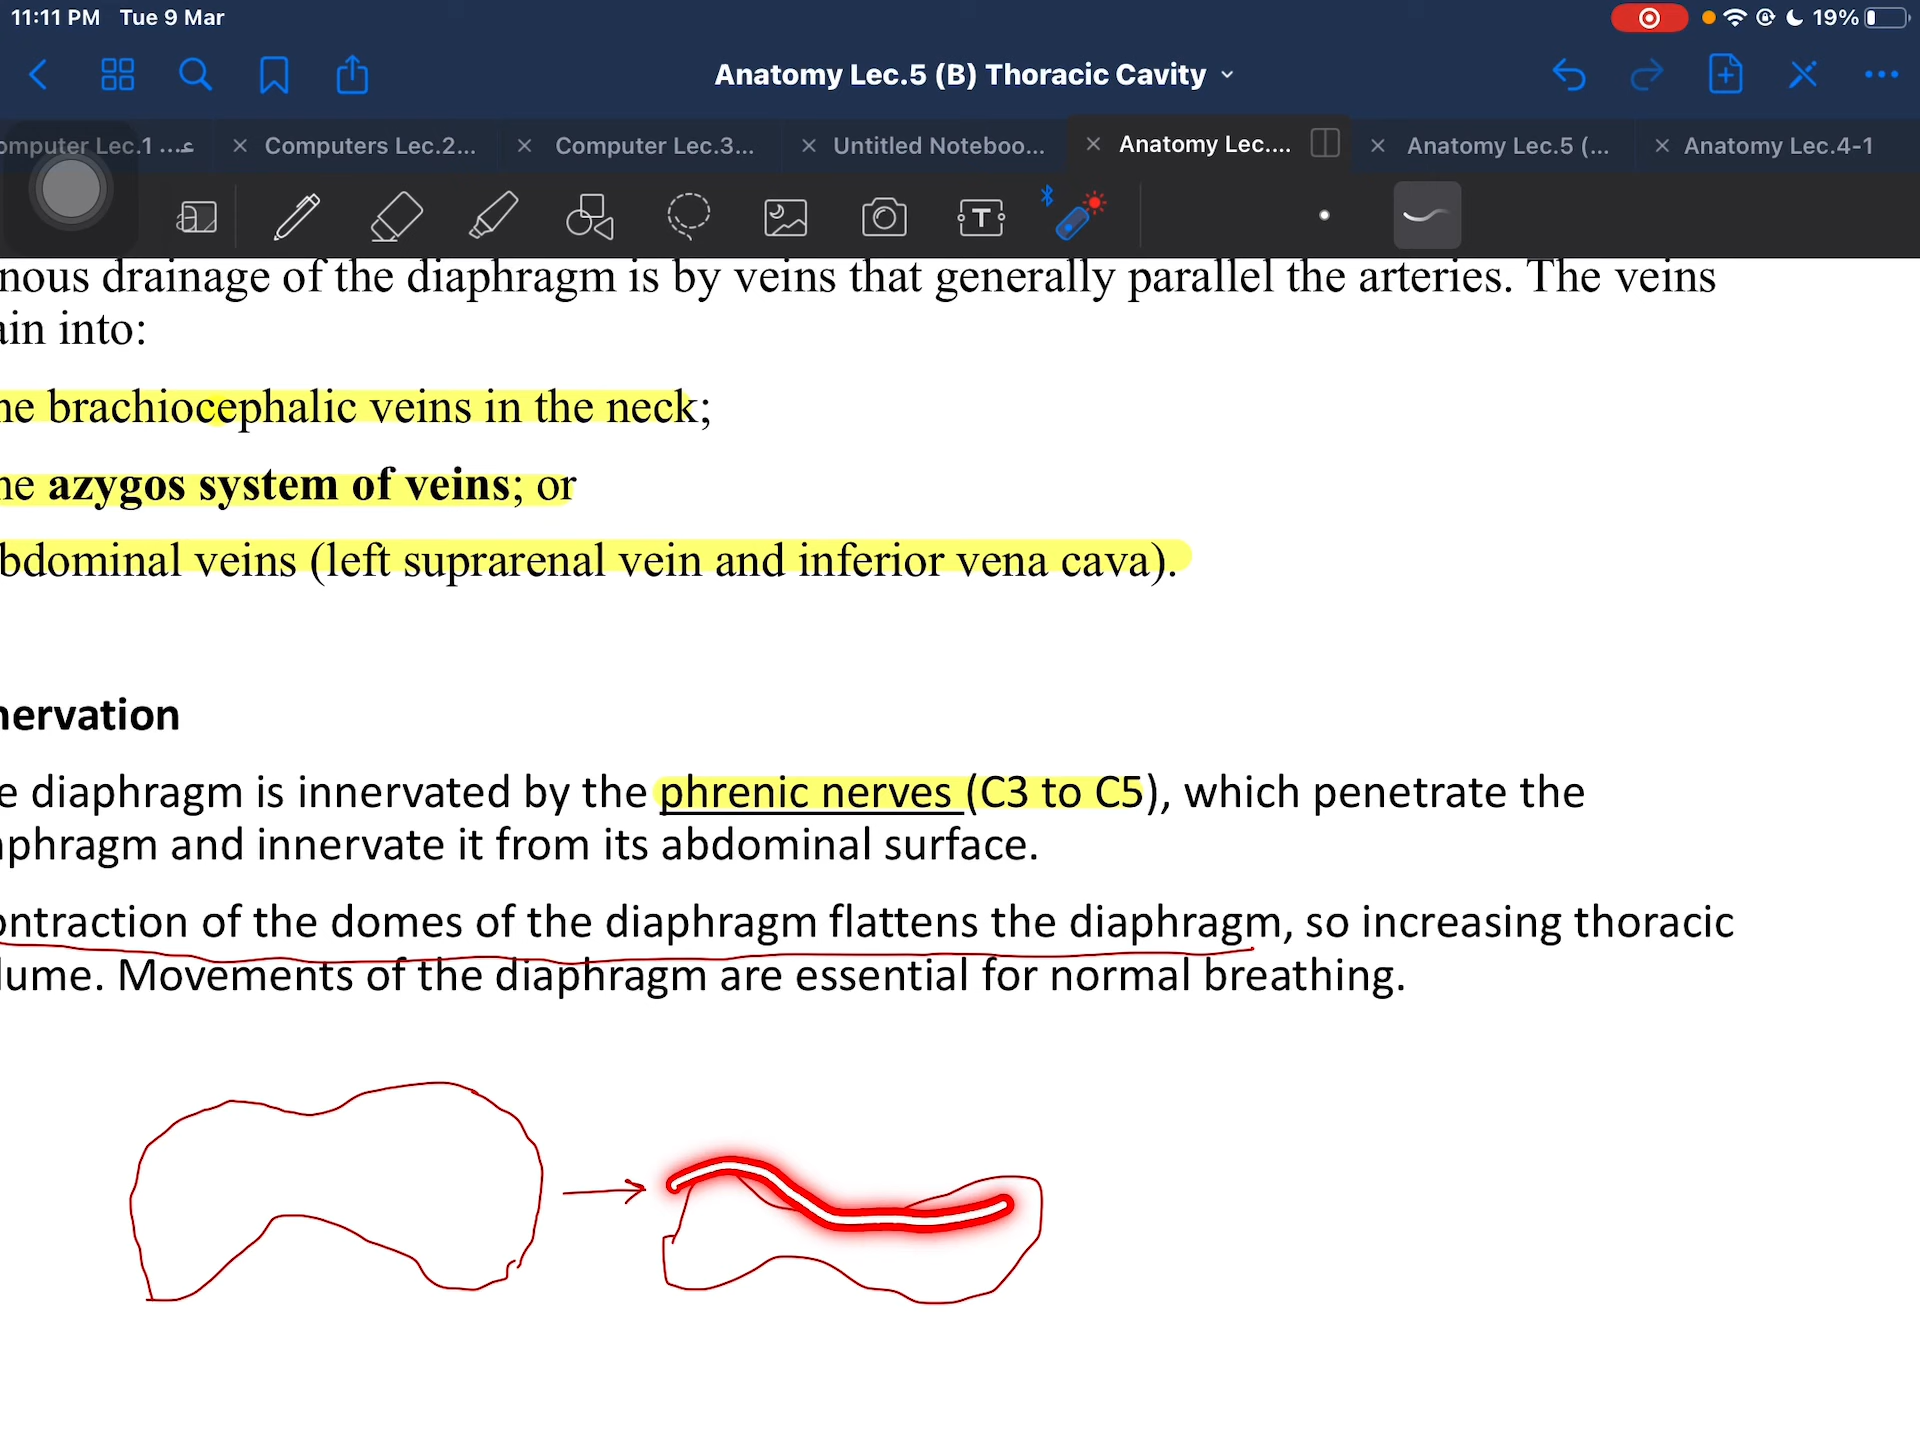 11:11 PM Tue 9 Mar
19%
Anatomy Lec.5 (B) Thoracic Cavity
omputer Lec.1 ...ع
Computers Lec.2...
Computer Lec.3...
Untitled Noteboo...
Anatomy Lec....
Anatomy Lec.5 (...
Anatomy Lec.4-1
nous drainage of the diaphragm is by veins that generally parallel the arteries. The veins
ain into:
he brachiocephalic veins in the neck;
he azygos system of veins; or
bdominal veins (left suprarenal vein and inferior vena cava).
nervation
e diaphragm is innervated by the phrenic nerves (C3 to C5), which penetrate the
aphragm and innervate it from its abdominal surface.
ontraction of the domes of the diaphragm flattens the diaphragm, so increasing thoracic
lume. Movements of the diaphragm are essential for normal breathing.